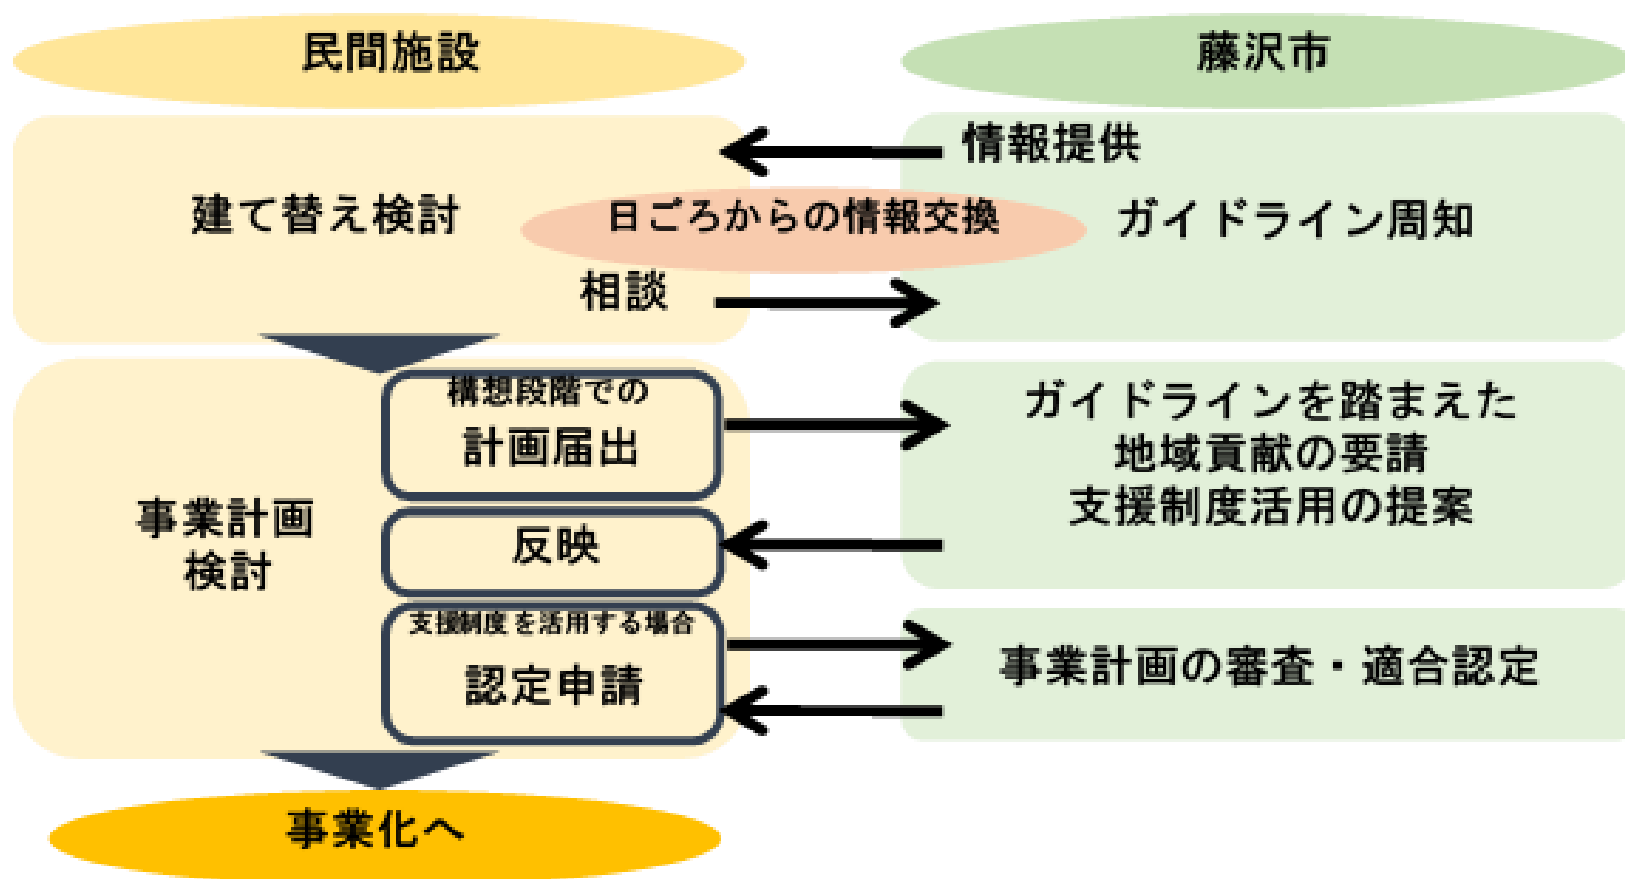 民間施設
藤沢市
情報提供
建て替え検討
日ごろからの情報交換
ガイドライン周知
相談
構想段階での
計画届出
ガイドラインを踏まえた
地域貢献の要請
支援制度活用の提案
事業計画
検討
反映
支援制度を活用する場合
認定申請
事業計画の審査・適合認定
事業化へ